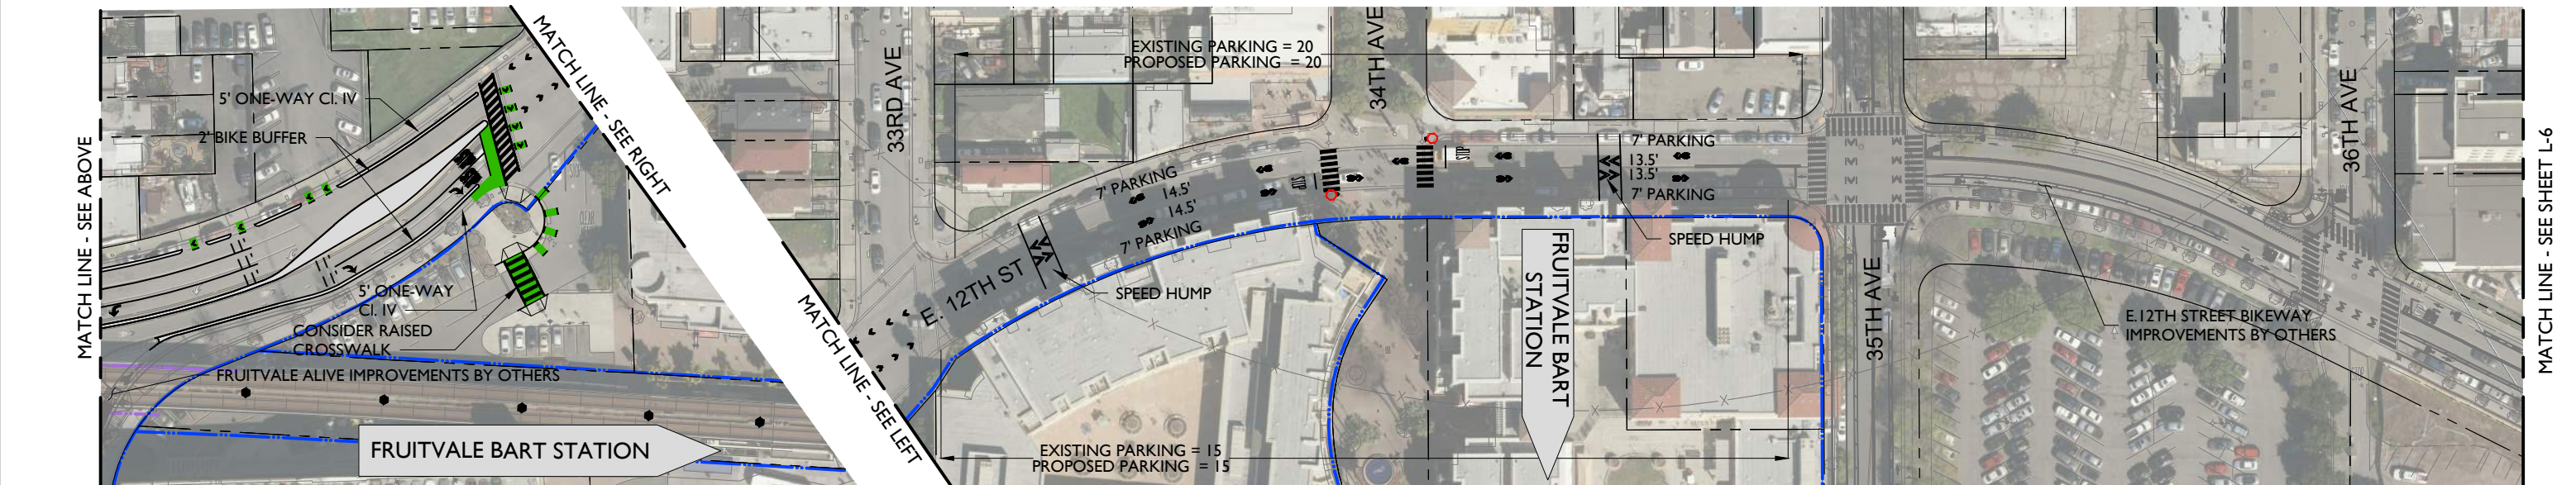 MATCH LINE - SEE ABOVE
5' ONE-WAY Cl. IV
2' BIKE BUFFER
5' ONE-WAY
Cl. IV
CONSIDER RAISED
CROSSWALK
FRUITVALE ALIVE IMPROVEMENTS BY OTHERS
FRUITVALE BART STATION
MATCH LINE - SEE RIGHT
MATCH LINE - SEE LEFT
33RD AVE
EXISTING PARKING = 20
PROPOSED PARKING = 20
34TH AVE
7' PARKING
14.5'
14.5'
7' PARKING
E. 12TH ST
SPEED HUMP
STOP
STOP
7' PARKING
13.5'
13.5'
7' PARKING
SPEED HUMP
FRUITVALE BART
STATION
EXISTING PARKING = 15
PROPOSED PARKING = 15
35TH AVE
36TH AVE
E.12TH STREET BIKEWAY
IMPROVEMENTS BY OTHERS
MATCH LINE - SEE SHEET L-6